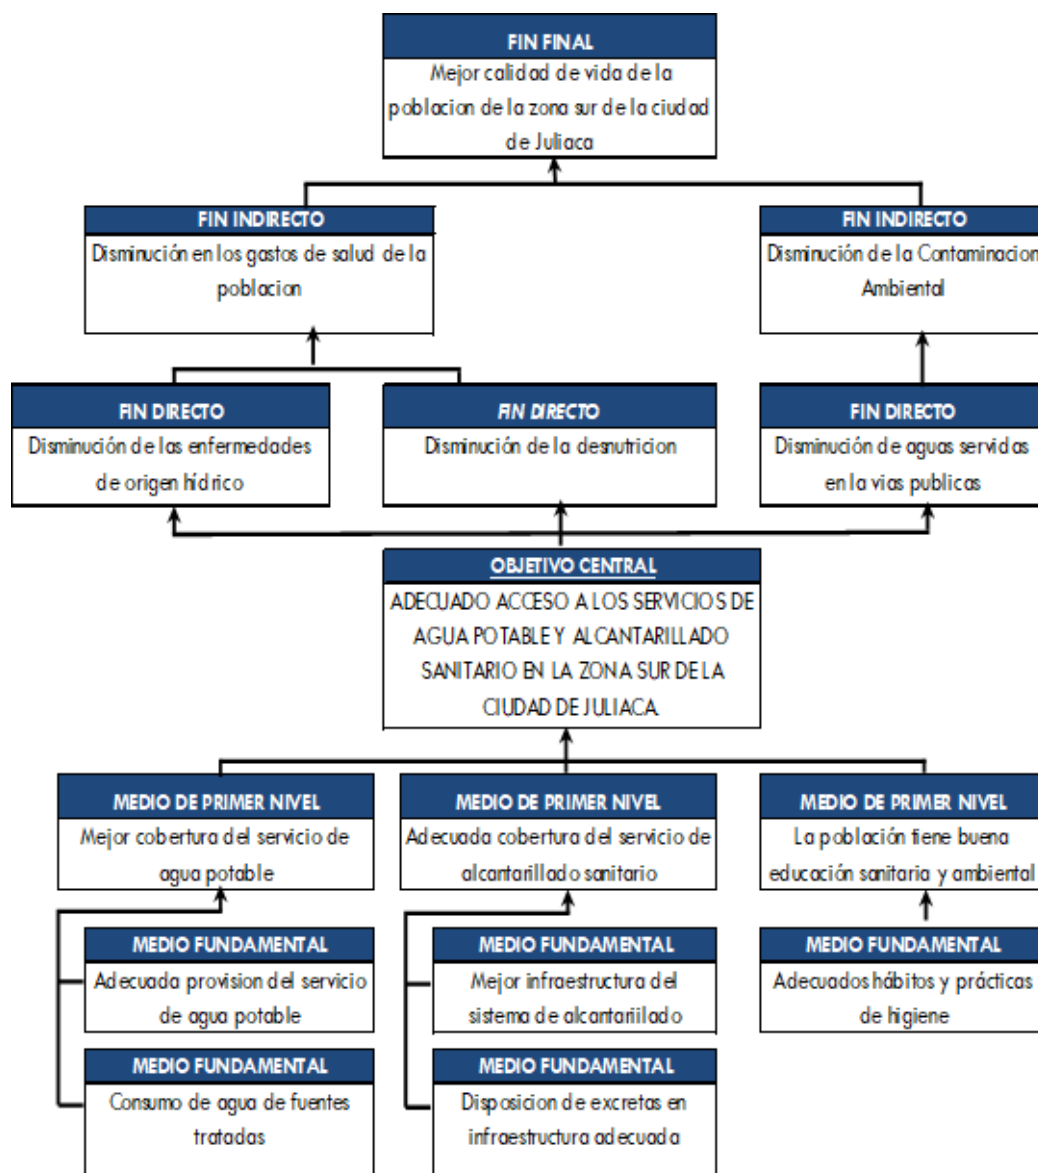 FIN FINAL
Mejor calidad de vida de la
poblacion de la zona sur de la ciudad
de Juliaca
FIN INDIRECTO
Disminución en los gastos de salud de la
poblacion
FIN INDIRECTO
Disminución de la Contaminacion
Ambiental
FIN DIRECTO
Disminución de las enfermedades
de origen hídrico
FIN DIRECTO
Disminución de la desnutricion
FIN DIRECTO
Disminución de aguas servidas
en la vias publicas
OBJETIVO CENTRAL
ADECUADO ACCESO A LOS SERVICIOS DE
AGUA POTABLE Y ALCANTARILLADO
SANITARIO EN LA ZONA SUR DE LA
CIUDAD DE JULIACA.
MEDIO DE PRIMER NIVEL
Mejor cobertura del servicio de
agua potable
MEDIO DE PRIMER NIVEL
Adecuada cobertura del servicio de
alcantarillado sanitario
MEDIO DE PRIMER NIVEL
La población tiene buena
educación sanitaria y ambiental
MEDIO FUNDAMENTAL
Adecuada provision del servicio
de agua potable
MEDIO FUNDAMENTAL
Mejor infraestructura del
sistema de alcantariillado
MEDIO FUNDAMENTAL
Adecuados hábitos y prácticas
de higiene
MEDIO FUNDAMENTAL
Consumo de agua de fuentes
tratadas
MEDIO FUNDAMENTAL
Disposicion de excretas en
infraestructura adecuada